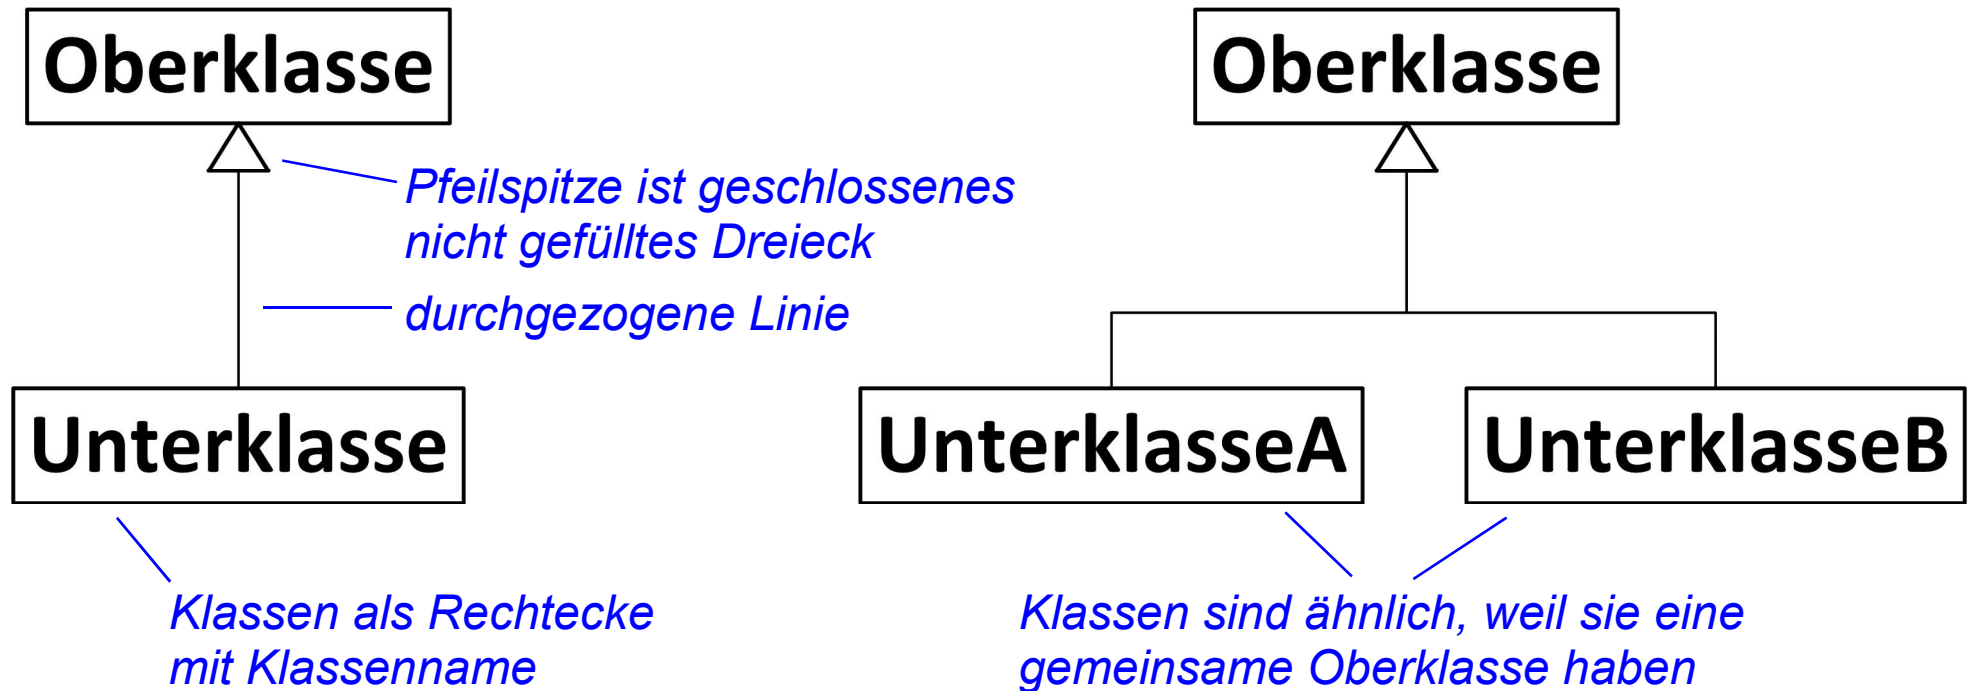 Oberklasse
Pfeilspitze ist geschlossenes
nicht gefülltes Dreieck
durchgezogene Linie
Unterklasse
Klassen als Rechtecke
mit Klassenname
Oberklasse
UnterklasseA
UnterklasseB
Klassen sind ähnlich, weil sie eine
gemeinsame Oberklasse haben